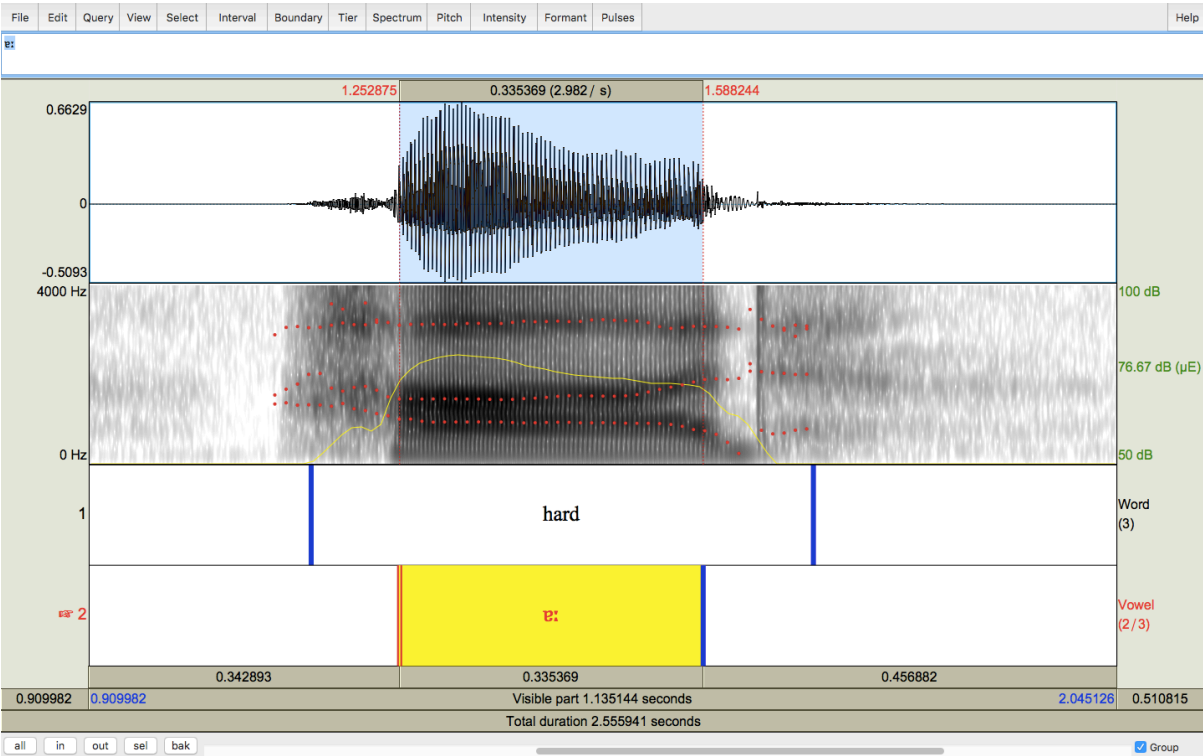 File Edit Query View Select Interval Boundary Tier Spectrum Pitch Intensity Formant Pulses Help
ɐː
1.252875 0.335369 (2.982 / s) 1.588244
0.6629
0
-0.5093
4000 Hz 100 dB
76.67 dB (µE)
0 Hz 50 dB
1 hard Word
(3)
☞ 2 ɐː Vowel
(2 / 3)
0.342893 0.335369 0.456882
0.909982 0.909982 Visible part 1.135144 seconds 2.045126 0.510815
Total duration 2.555941 seconds
all in out sel bak Group